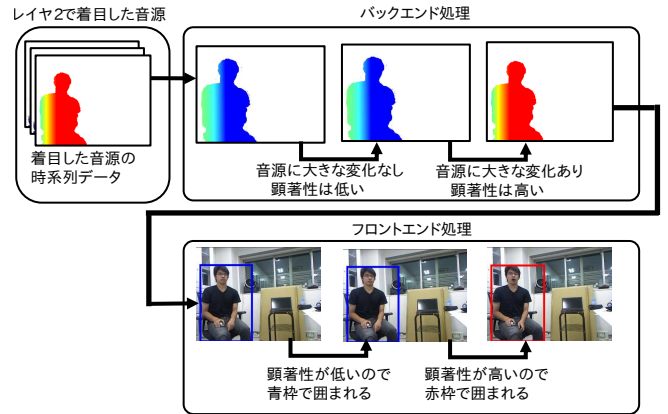 レイヤ2で着目した音源
バックエンド処理
着目した音源の
時系列データ
音源に大きな変化なし
顕著性は低い
音源に大きな変化あり
顕著性は高い
フロントエンド処理
顕著性が低いので
青枠で囲まれる
顕著性が高いので
赤枠で囲まれる